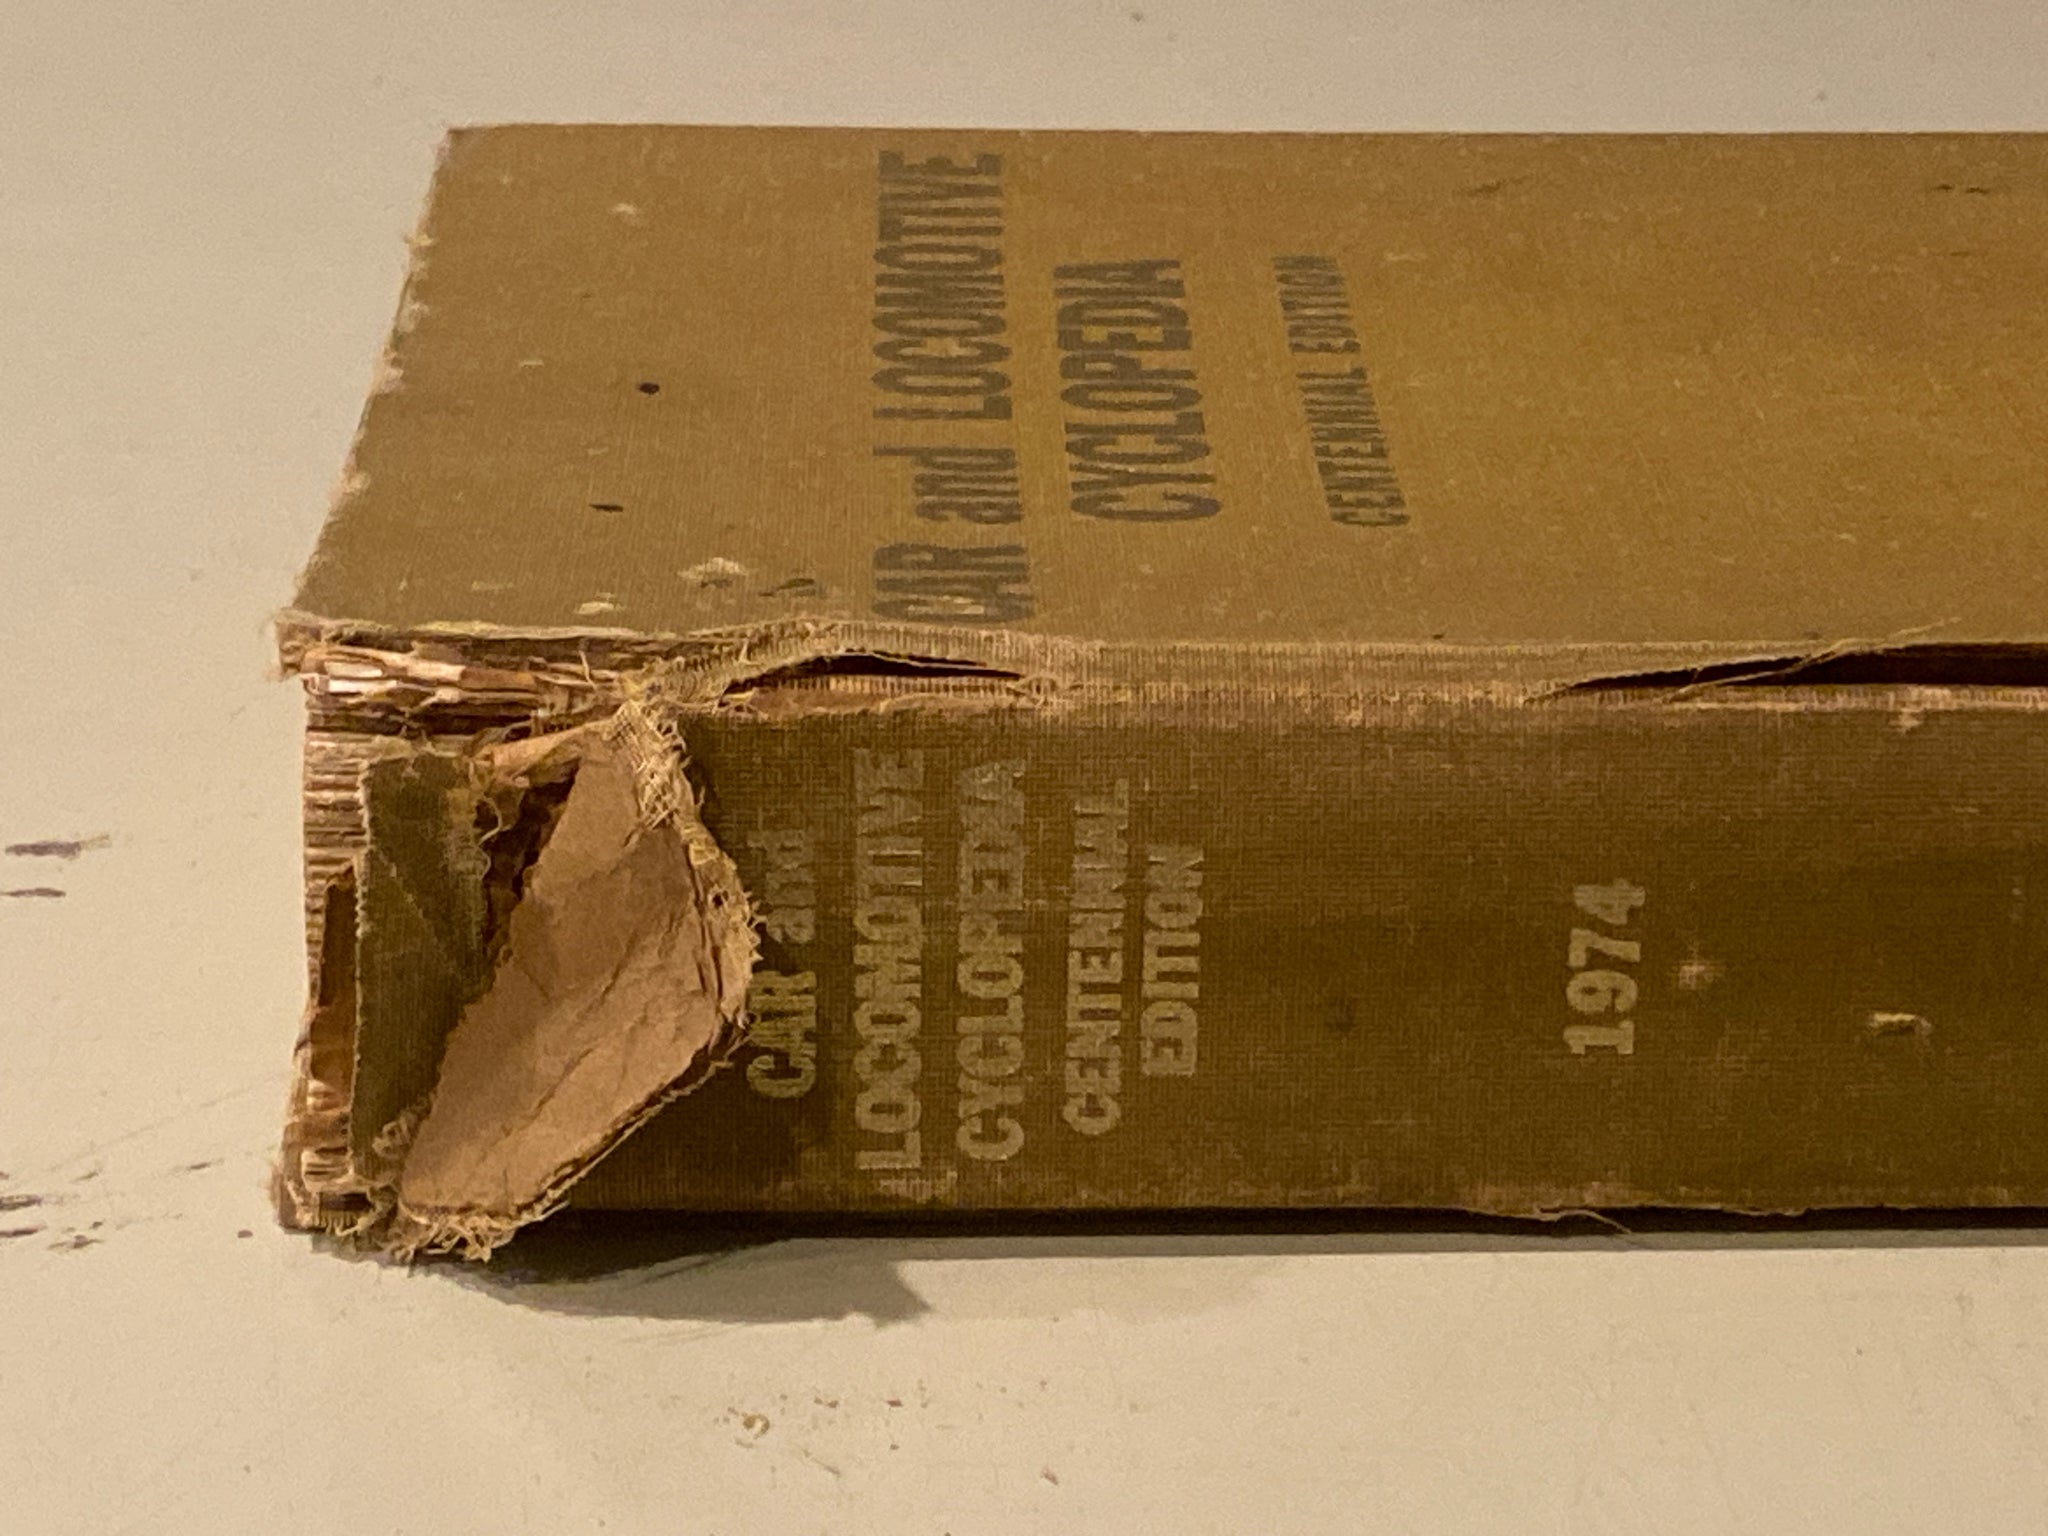 CAR and LOCOMOTIVE
CYCLOPEDIA
CENTENNIAL EDITION
CAR and
LOCOMOTIVE
CYCLOPEDIA
CENTENNIAL
EDITION
1974